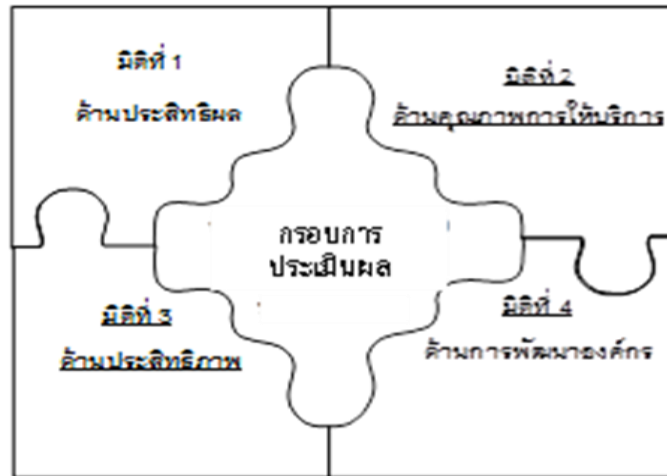 มิติที่ 1
ด้านประสิทธิผล
มิติที่ 2
ด้านคุณภาพการให้บริการ
กรอบการ
ประเมินผล
มิติที่ 3
ด้านประสิทธิภาพ
มิติที่ 4
ด้านการพัฒนาองค์กร